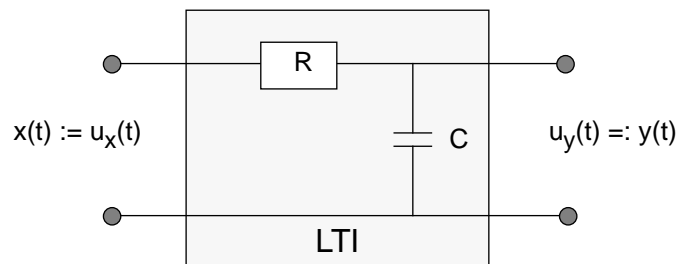 R
x(t) := u_x(t)
C
u_y(t) =: y(t)
LTI